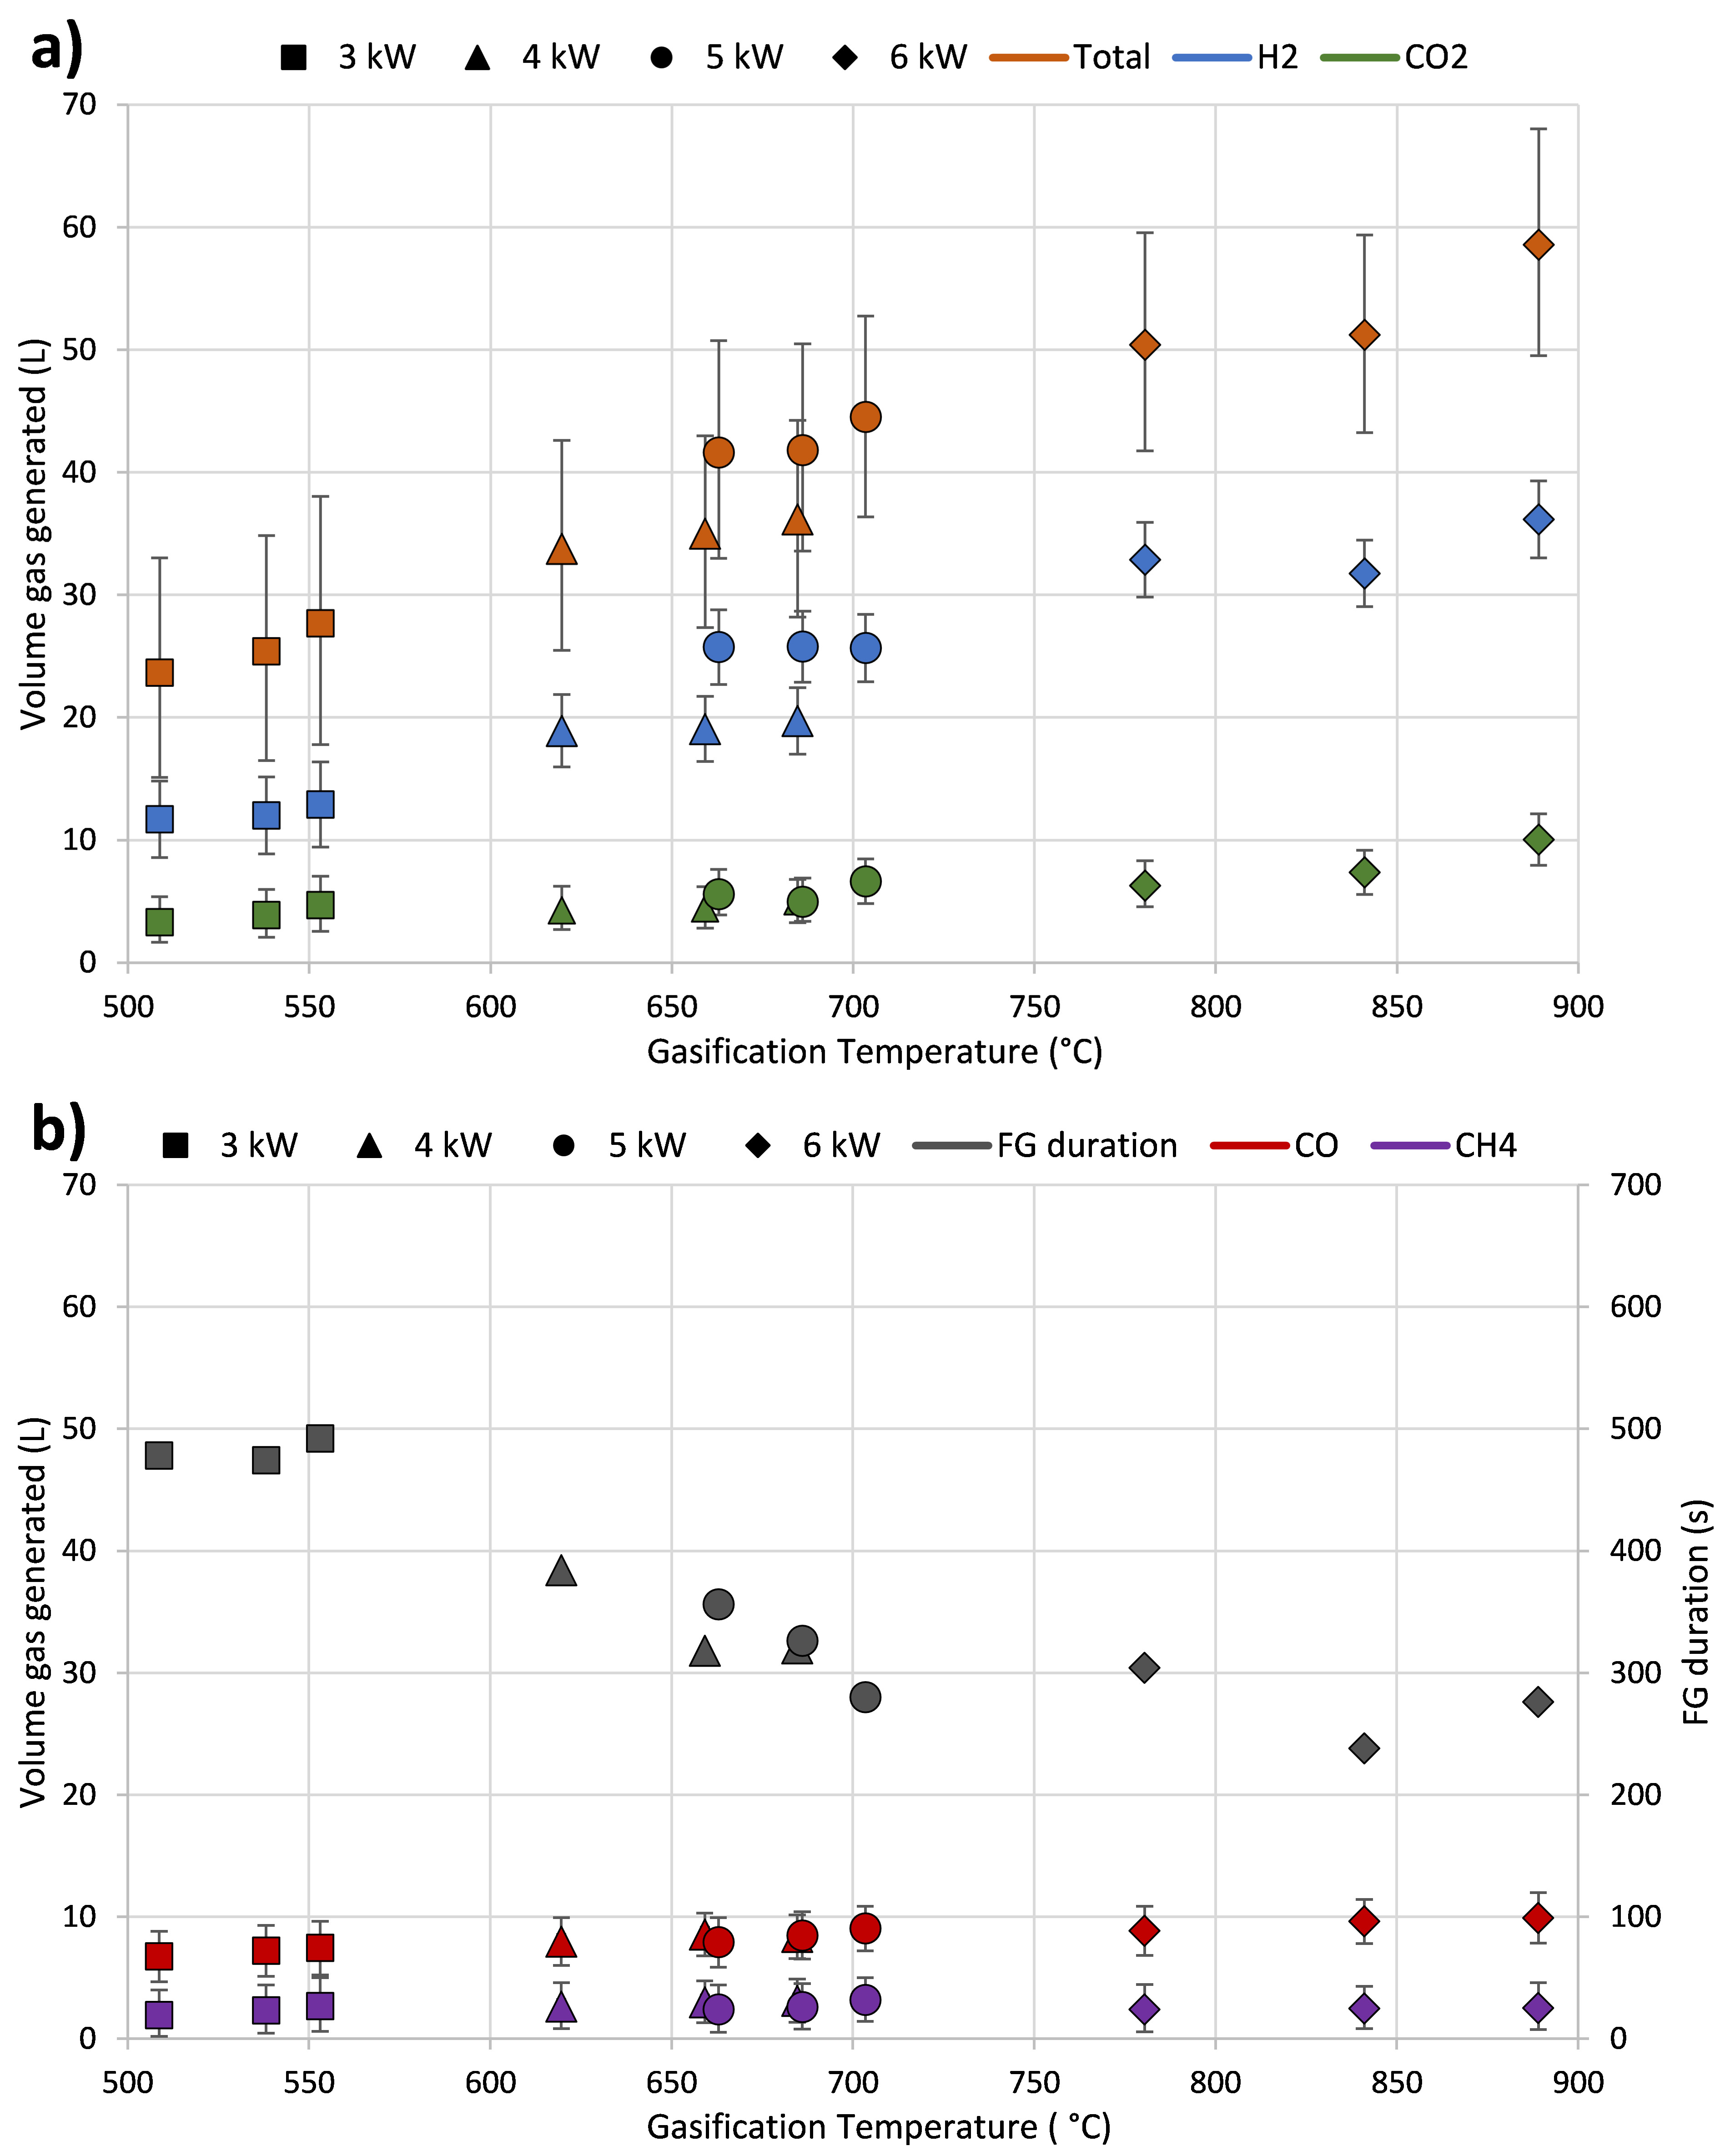 a)
3 kW 4 kW 5 kW 6 kW Total H2 CO2
70
60
50
40
30
20
10
0
Volume gas generated (L)
500 550 600 650 700 750 800 850 900
Gasification Temperature (°C)
b)
3 kW 4 kW 5 kW 6 kW FG duration CO CH4
70 700
60 600
50 500
40 400
30 300
20 200
10 100
0 0
Volume gas generated (L)
FG duration (s)
500 550 600 650 700 750 800 850 900
Gasification Temperature ( °C)